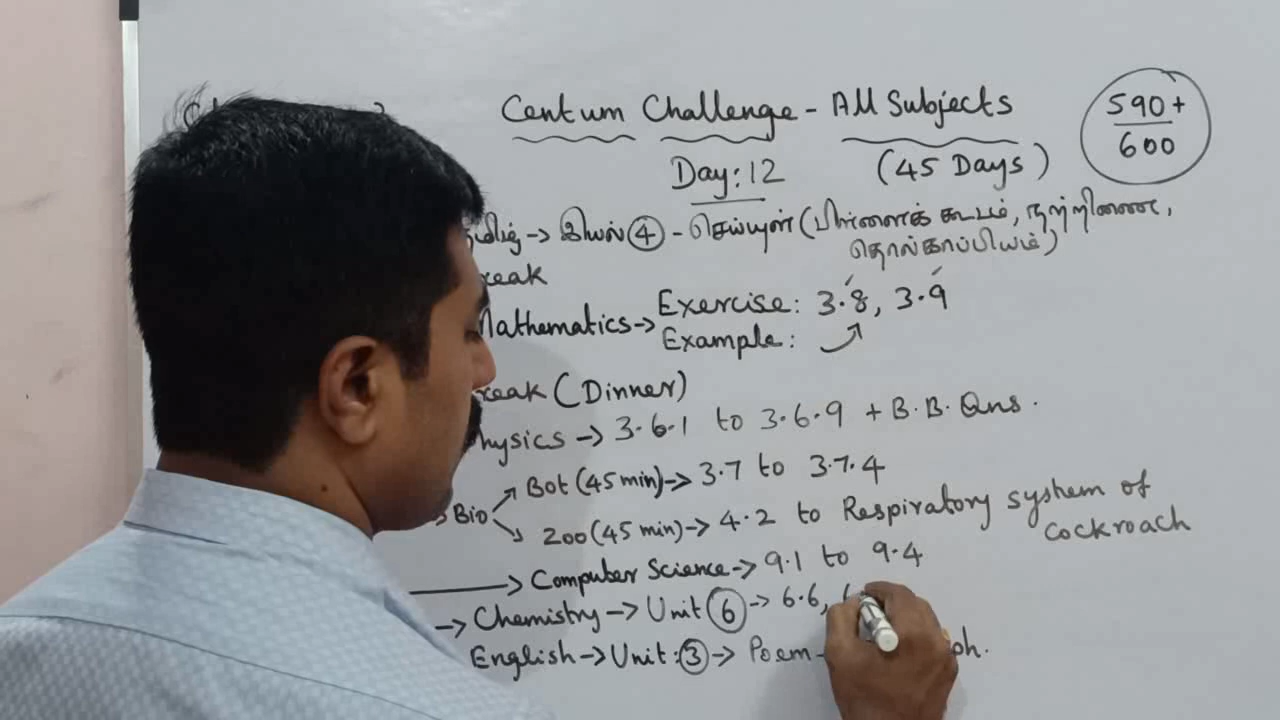 Centum Challenge - All Subjects
590+
600
Day: 12
(45 Days)
இயல் ④ - செய்யுள் (பிள்ளைக் கூடம், நற்றிணை,
தொல்காப்பியம்)
reak
Mathematics → Exercise: 3.8, 3.9
Example:
reak (Dinner)
hysics → 3.6.1 to 3.6.9 + B.B. Qns.
Bio
Bot (45 min) → 3.7 to 3.7.4
Zoo (45 min) → 4.2 to Respiratory system of
cockroach
→ Computer Science → 9.1 to 9.4
→ Chemistry → Unit ⑥ → 6.6,
English → Unit: ③ → Poem - ph.